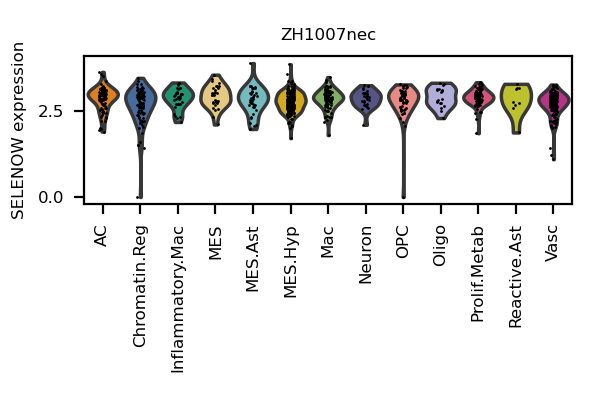 ZH1007nec
SELENOW expression
2.5
0.0
AC
Chromatin.Reg
Inflammatory.Mac
MES
MES.Ast
MES.Hyp
Mac
Neuron
OPC
Oligo
Prolif.Metab
Reactive.Ast
Vasc